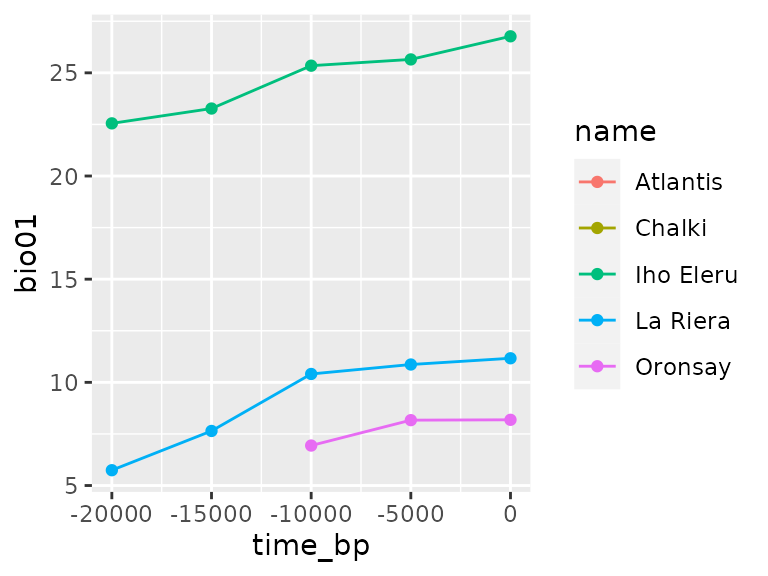 bio01
25
20
15
10
5
-20000 -15000 -10000 -5000 0
time_bp
name
Atlantis
Chalki
Iho Eleru
La Riera
Oronsay